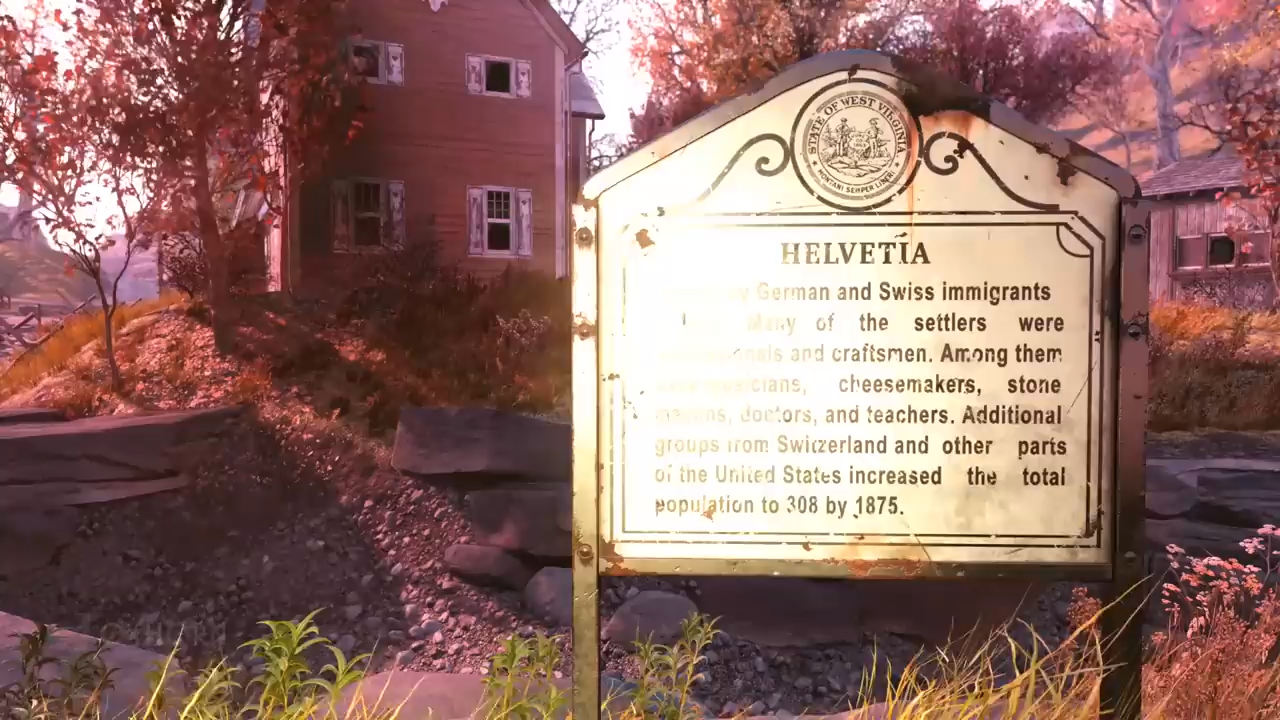 STATE OF WEST VIRGINIA
MONTANI SEMPER LIBERI
HELVETIA
German and Swiss immigrants
Many of the settlers were
and craftsmen. Among them
cheesemakers, stone
masons, doctors, and teachers. Additional
groups from Switzerland and other parts
of the United States increased the total
population to 308 by 1875.